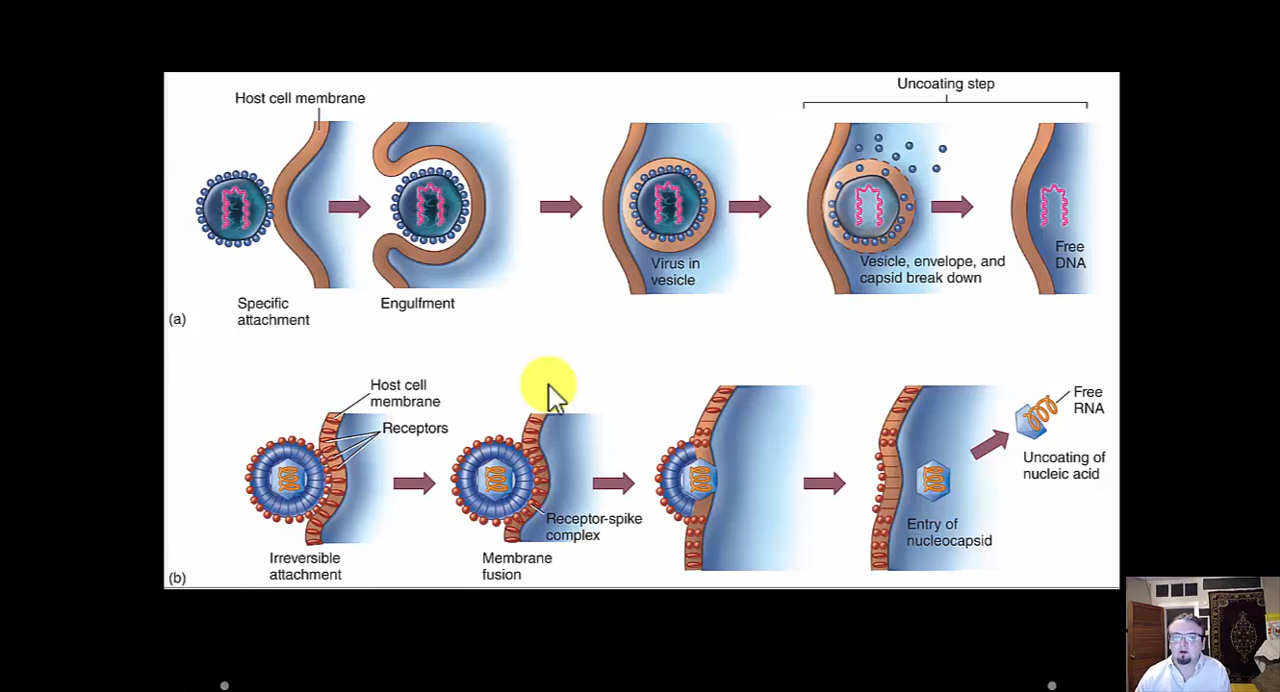 Uncoating step
Host cell membrane
Virus in
vesicle
Vesicle, envelope, and
capsid break down
Free
DNA
Specific
attachment
Engulfment
(a)
Host cell
membrane
Receptors
Free
RNA
Uncoating of
nucleic acid
Receptor-spike
complex
Entry of
nucleocapsid
Irreversible
attachment
Membrane
fusion
(b)